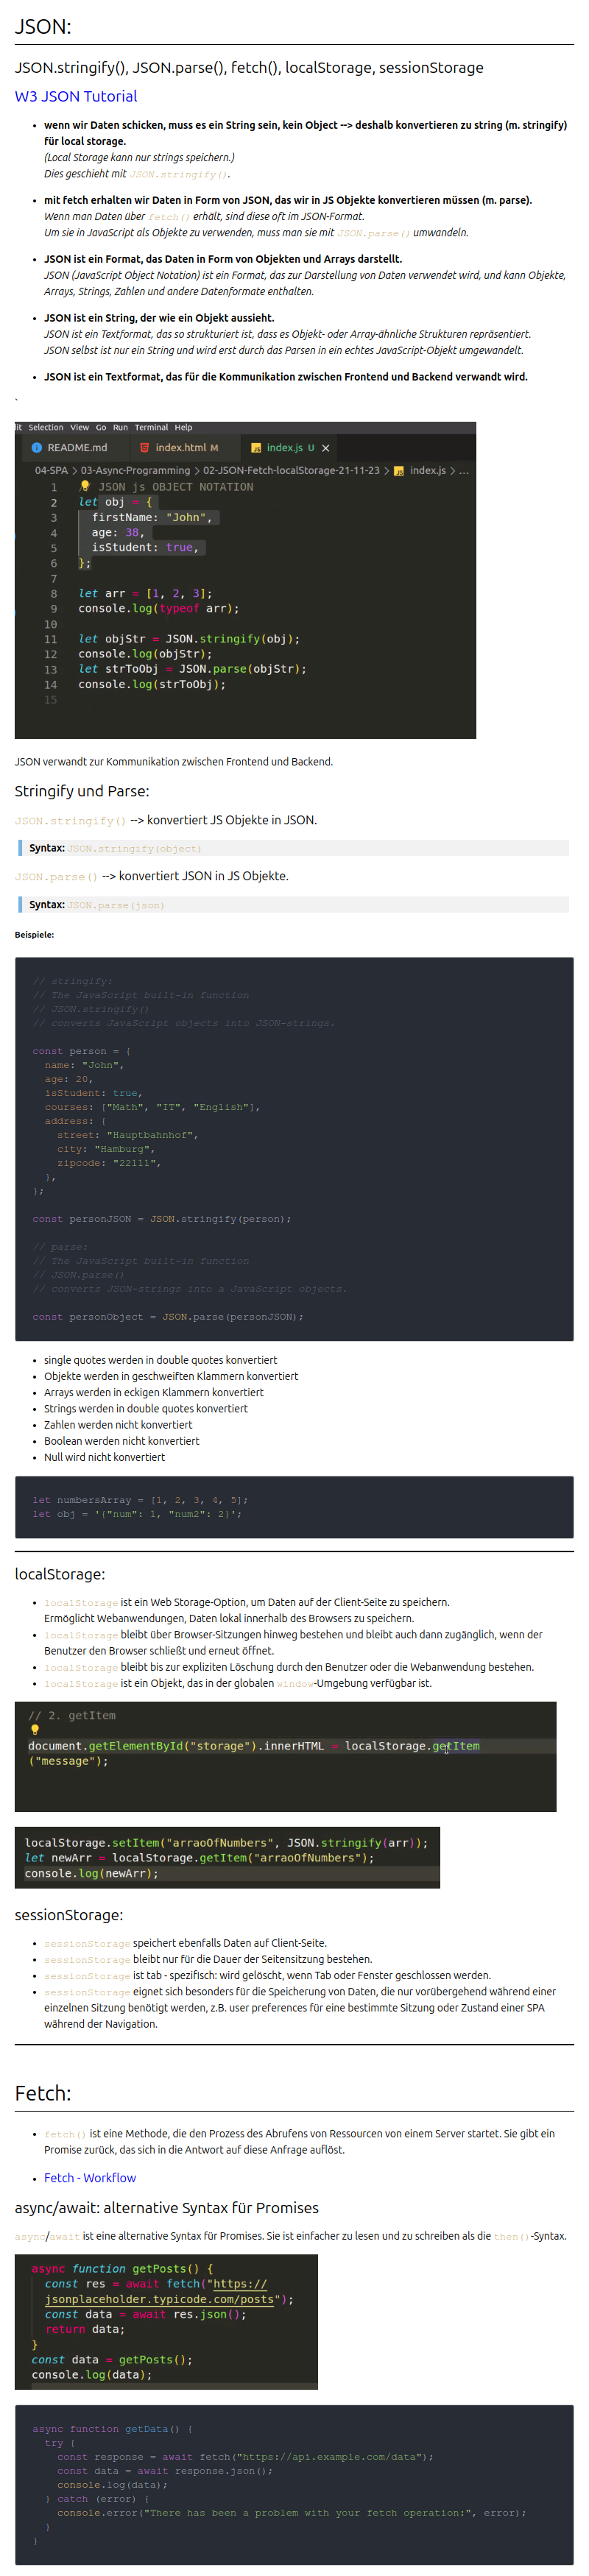 JSON:
JSON.stringify(), JSON.parse(), fetch(), localStorage, sessionStorage
W3 JSON Tutorial
• wenn wir Daten schicken, muss es ein String sein, kein Object --> deshalb konvertieren zu string (m. stringify)
für local storage.
(Local Storage kann nur strings speichern.)
Dies geschieht mit JSON.stringify().
• mit fetch erhalten wir Daten in Form von JSON, das wir in JS Objekte konvertieren müssen (m. parse).
Wenn man Daten über fetch() erhält, sind diese oft im JSON-Format.
Um sie in JavaScript als Objekte zu verwenden, muss man sie mit JSON.parse() umwandeln.
• JSON ist ein Format, das Daten in Form von Objekten und Arrays darstellt.
JSON (JavaScript Object Notation) ist ein Format, das zur Darstellung von Daten verwendet wird, und kann Objekte,
Arrays, Strings, Zahlen und andere Datenformate enthalten.
• JSON ist ein String, der wie ein Objekt aussieht.
JSON ist ein Textformat, das so strukturiert ist, dass es Objekt- oder Array-ähnliche Strukturen repräsentiert.
JSON selbst ist nur ein String und wird erst durch das Parsen in ein echtes JavaScript-Objekt umgewandelt.
• JSON ist ein Textformat, das für die Kommunikation zwischen Frontend und Backend verwandt wird.
`
lit Selection View Go Run Terminal Help
README.md index.html M index.js U ×
04-SPA > 03-Async-Programming > 02-JSON-Fetch-localStorage-21-11-23 > index.js > ...
1 // JSON js OBJECT NOTATION
2 let obj = {
3 firstName: "John",
4 age: 38,
5 isStudent: true,
6 };
7
8 let arr = [1, 2, 3];
9 console.log(typeof arr);
10
11 let objStr = JSON.stringify(obj);
12 console.log(objStr);
13 let strToObj = JSON.parse(objStr);
14 console.log(strToObj);
15
JSON verwandt zur Kommunikation zwischen Frontend und Backend.
Stringify und Parse:
JSON.stringify() --> konvertiert JS Objekte in JSON.
Syntax: JSON.stringify(object)
JSON.parse() --> konvertiert JSON in JS Objekte.
Syntax: JSON.parse(json)
Beispiele:
// stringify:
// The JavaScript built-in function
// JSON.stringify()
// converts JavaScript objects into JSON-strings.
const person = {
name: "John",
age: 20,
isStudent: true,
courses: ["Math", "IT", "English"],
address: {
street: "Hauptbahnhof",
city: "Hamburg",
zipcode: "22111",
},
};
const personJSON = JSON.stringify(person);
// parse:
// The JavaScript built-in function
// JSON.parse()
// converts JSON-strings into a JavaScript objects.
const personObject = JSON.parse(personJSON);
• single quotes werden in double quotes konvertiert
• Objekte werden in geschweiften Klammern konvertiert
• Arrays werden in eckigen Klammern konvertiert
• Strings werden in double quotes konvertiert
• Zahlen werden nicht konvertiert
• Boolean werden nicht konvertiert
• Null wird nicht konvertiert
let numbersArray = [1, 2, 3, 4, 5];
let obj = '{"num": 1, "num2": 2}';
localStorage:
• localStorage ist ein Web Storage-Option, um Daten auf der Client-Seite zu speichern.
Ermöglicht Webanwendungen, Daten lokal innerhalb des Browsers zu speichern.
• localStorage bleibt über Browser-Sitzungen hinweg bestehen und bleibt auch dann zugänglich, wenn der
Benutzer den Browser schließt und erneut öffnet.
• localStorage bleibt bis zur expliziten Löschung durch den Benutzer oder die Webanwendung bestehen.
• localStorage ist ein Objekt, das in der globalen window-Umgebung verfügbar ist.
// 2. getItem
document.getElementById("storage").innerHTML = localStorage.getItem
("message");
localStorage.setItem("arraoOfNumbers", JSON.stringify(arr));
let newArr = localStorage.getItem("arraoOfNumbers");
console.log(newArr);
sessionStorage:
• sessionStorage speichert ebenfalls Daten auf Client-Seite.
• sessionStorage bleibt nur für die Dauer der Seitensitzung bestehen.
• sessionStorage ist tab - spezifisch: wird gelöscht, wenn Tab oder Fenster geschlossen werden.
• sessionStorage eignet sich besonders für die Speicherung von Daten, die nur vorübergehend während einer
einzelnen Sitzung benötigt werden, z.B. user preferences für eine bestimmte Sitzung oder Zustand einer SPA
während der Navigation.
Fetch:
• fetch() ist eine Methode, die den Prozess des Abrufens von Ressourcen von einem Server startet. Sie gibt ein
Promise zurück, das sich in die Antwort auf diese Anfrage auflöst.
• Fetch - Workflow
async/await: alternative Syntax für Promises
async/await ist eine alternative Syntax für Promises. Sie ist einfacher zu lesen und zu schreiben als die then()-Syntax.
async function getPosts() {
const res = await fetch("https://
jsonplaceholder.typicode.com/posts");
const data = await res.json();
return data;
}
const data = getPosts();
console.log(data);
async function getData() {
try {
const response = await fetch("https://api.example.com/data");
const data = await response.json();
console.log(data);
} catch (error) {
console.error("There has been a problem with your fetch operation:", error);
}
}